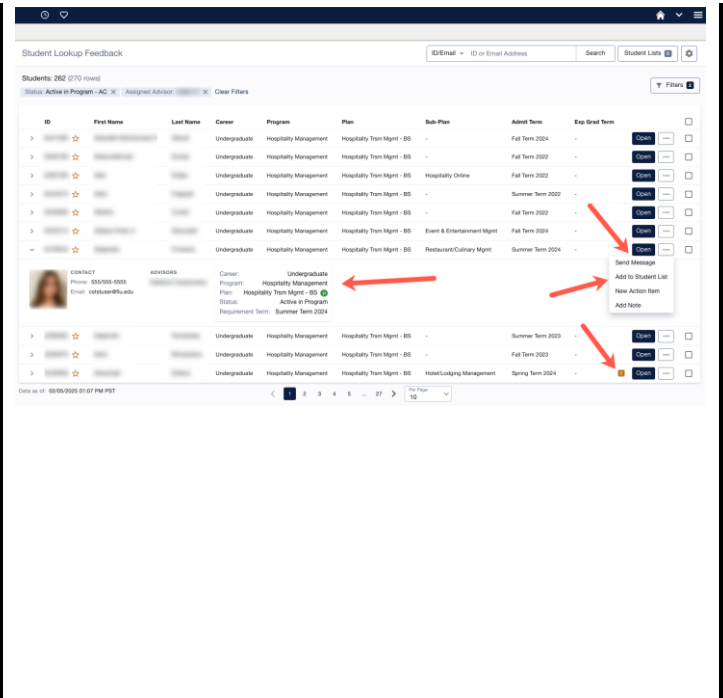 Student Lookup Feedback
ID/Email ID or Email Address Search Student Lists
Students: 262 (270 rows)
Status: Active in Program - AC X Assigned Advisor: X Clear Filters Filters 2
ID First Name Last Name Career Program Plan Sub-Plan Admit Term Exp Grad Term
Undergraduate Hospitality Management Hospitality Trsm Mgmt - BS - Fall Term 2024 - Open ...
Undergraduate Hospitality Management Hospitality Trsm Mgmt - BS - Fall Term 2022 - Open ...
Undergraduate Hospitality Management Hospitality Trsm Mgmt - BS Hospitality Online Fall Term 2022 - Open ...
Undergraduate Hospitality Management Hospitality Trsm Mgmt - BS - Summer Term 2022 - Open ...
Undergraduate Hospitality Management Hospitality Trsm Mgmt - BS - Fall Term 2022 - Open ...
Undergraduate Hospitality Management Hospitality Trsm Mgmt - BS Event & Entertainment Mgmt Fall Term 2024 - Open ...
Undergraduate Hospitality Management Hospitality Trsm Mgmt - BS Restaurant/Culinary Mgmt Summer Term 2024 - Open ...
Send Message
Add to Student List
New Action Item
Add Note
CONTACT ADVISORS
Phone: 555/555-5555
Email: cetstuser@fiu.edu
Career: Undergraduate
Program: Hospitality Management
Plan: Hospitality Trsm Mgmt - BS
Status: Active in Program
Requirement Term: Summer Term 2024
Undergraduate Hospitality Management Hospitality Trsm Mgmt - BS - Summer Term 2023 - Open ...
Undergraduate Hospitality Management Hospitality Trsm Mgmt - BS - Fall Term 2023 - Open ...
Undergraduate Hospitality Management Hospitality Trsm Mgmt - BS Hotel/Lodging Management Spring Term 2024 - Open ...
Data as of: 02/05/2025 01:07 PM PST 1 2 3 4 5 ... 27 Per Page 10